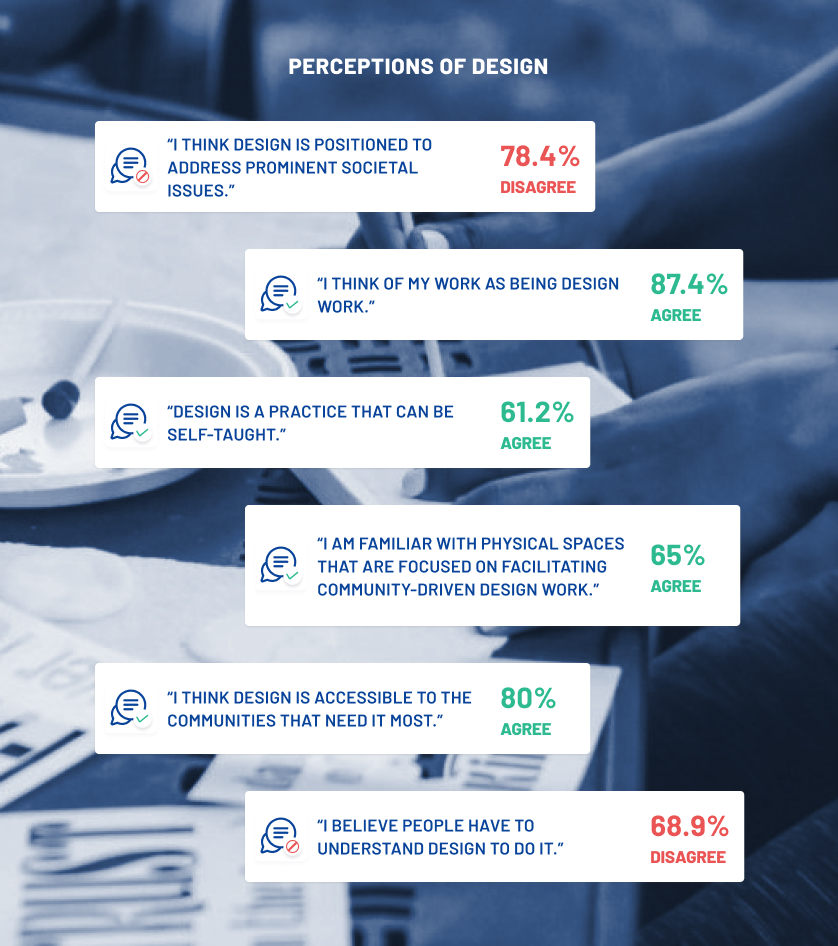 PERCEPTIONS OF DESIGN
“I THINK DESIGN IS POSITIONED TO
ADDRESS PROMINENT SOCIETAL
ISSUES.”
78.4%
DISAGREE
“I THINK OF MY WORK AS BEING DESIGN
WORK.”
87.4%
AGREE
“DESIGN IS A PRACTICE THAT CAN BE
SELF-TAUGHT.”
61.2%
AGREE
“I AM FAMILIAR WITH PHYSICAL SPACES
THAT ARE FOCUSED ON FACILITATING
COMMUNITY-DRIVEN DESIGN WORK.”
65%
AGREE
“I THINK DESIGN IS ACCESSIBLE TO THE
COMMUNITIES THAT NEED IT MOST.”
80%
AGREE
“I BELIEVE PEOPLE HAVE TO
UNDERSTAND DESIGN TO DO IT.”
68.9%
DISAGREE